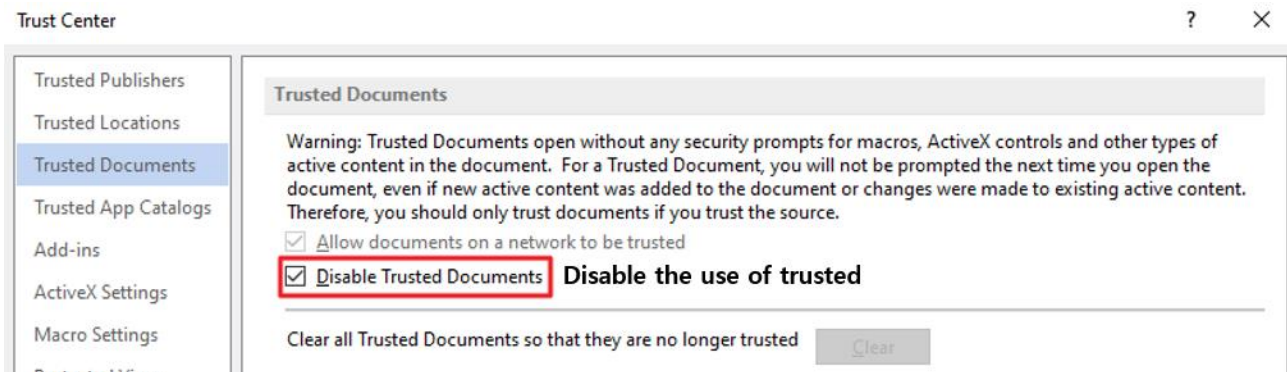 Trust Center
?
Trusted Publishers
Trusted Locations
Trusted Documents
Trusted App Catalogs
Add-ins
ActiveX Settings
Macro Settings
Trusted Documents
Warning: Trusted Documents open without any security prompts for macros, ActiveX controls and other types of
active content in the document. For a Trusted Document, you will not be prompted the next time you open the
document, even if new active content was added to the document or changes were made to existing active content.
Therefore, you should only trust documents if you trust the source.
Allow documents on a network to be trusted
Disable Trusted Documents Disable the use of trusted
Clear all Trusted Documents so that they are no longer trusted Clear